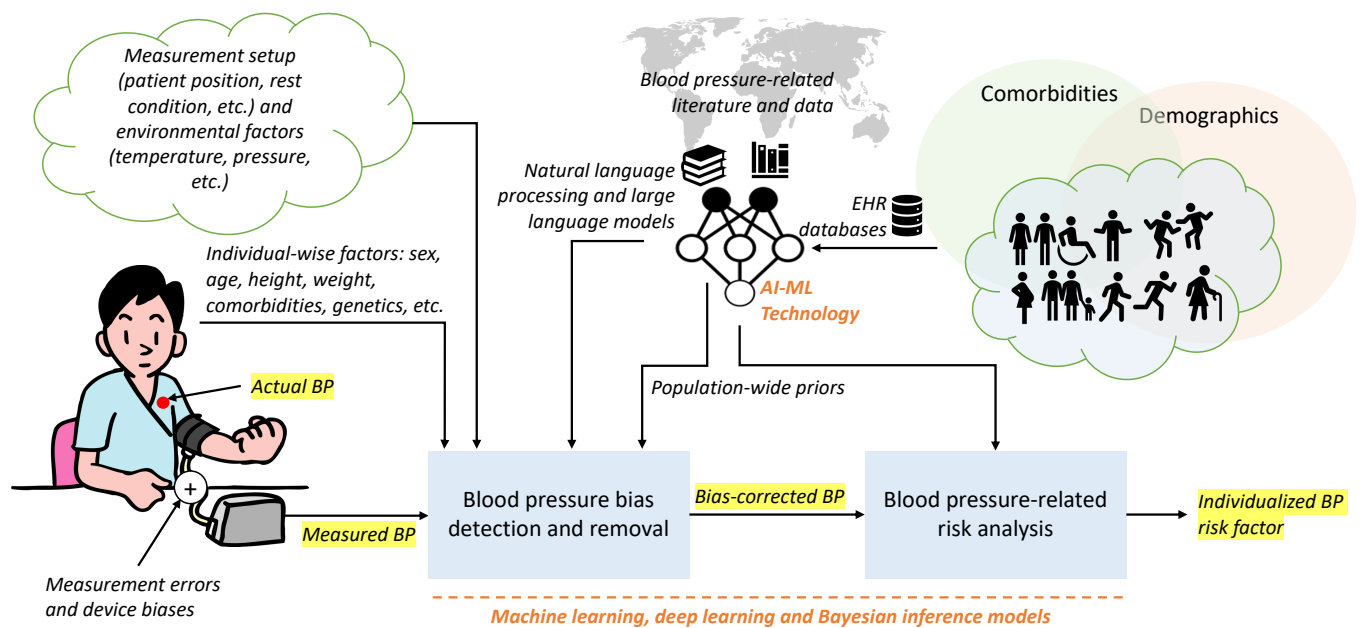 Measurement setup
(patient position, rest
condition, etc.) and
environmental factors
(temperature, pressure,
etc.)
Blood pressure-related
literature and data
Comorbidities
Demographics
Natural language
processing and large
language models
EHR
databases
AI-ML
Technology
Individual-wise factors: sex,
age, height, weight,
comorbidities, genetics, etc.
Actual BP
Population-wide priors
+
Measured BP
Blood pressure bias
detection and removal
Bias-corrected BP
Blood pressure-related
risk analysis
Individualized BP
risk factor
Measurement errors
and device biases
Machine learning, deep learning and Bayesian inference models